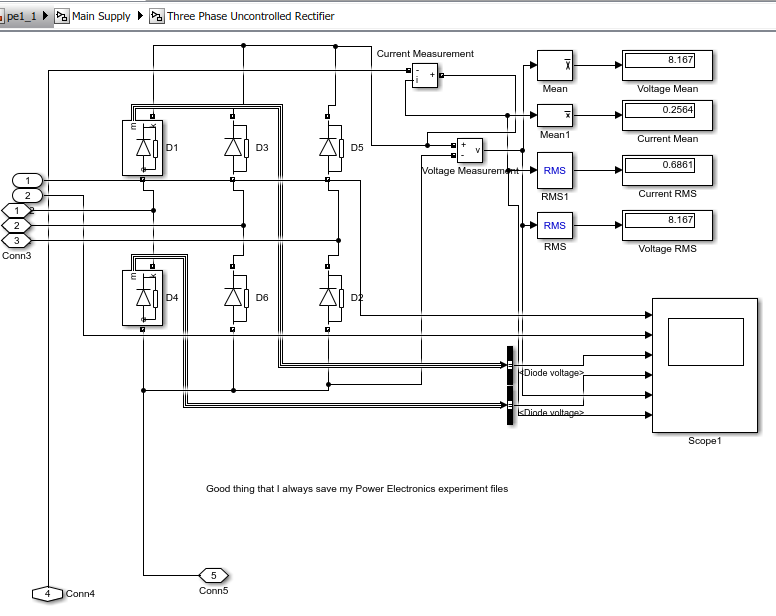 pe1_1 Main Supply Three Phase Uncontrolled Rectifier
Current Measurement
- + i
8.167
Mean Voltage Mean
0.2564
Mean1 Current Mean
m k
D1 D3 D5
a
+ - v
Voltage Measurement
RMS
0.6861
RMS1 Current RMS
1
2
1 2
2
3
Conn3
RMS
8.167
RMS Voltage RMS
m k
D4 D6 D2
a
<Diode voltage>
<Diode voltage>
Scope1
Good thing that I always save my Power Electronics experiment files
5
Conn5
4 Conn4